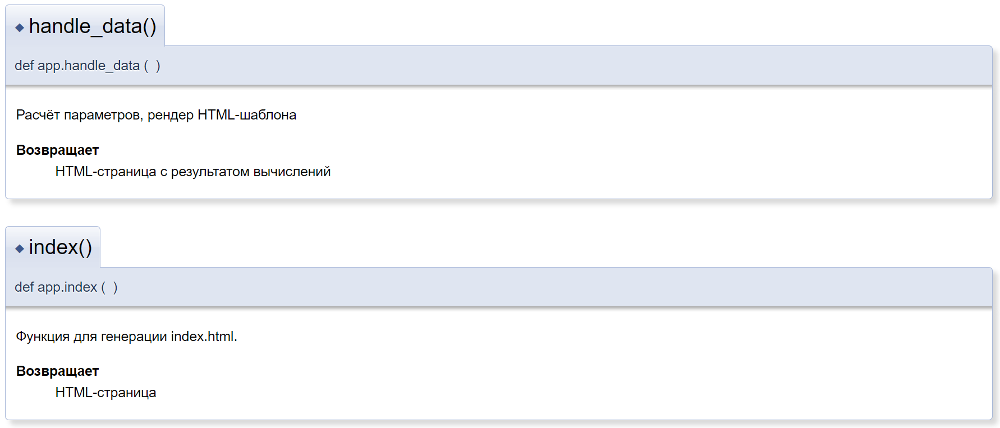 handle_data()
def app.handle_data ( )
Расчёт параметров, рендер HTML-шаблона
Возвращает
HTML-страница с результатом вычислений
index()
def app.index ( )
Функция для генерации index.html.
Возвращает
HTML-страница